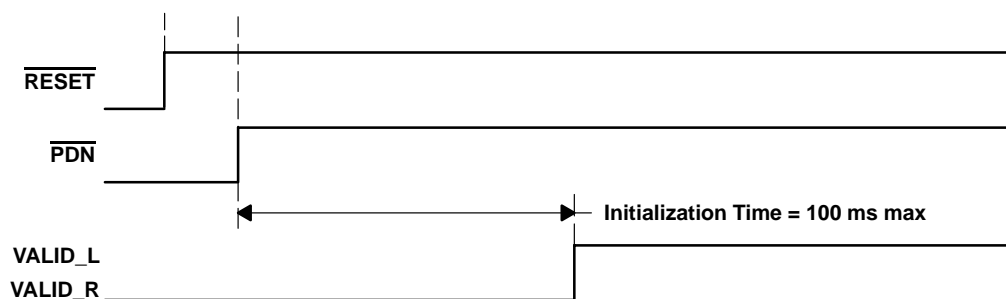 RESET
PDN
Initialization Time = 100 ms max
VALID_L
VALID_R